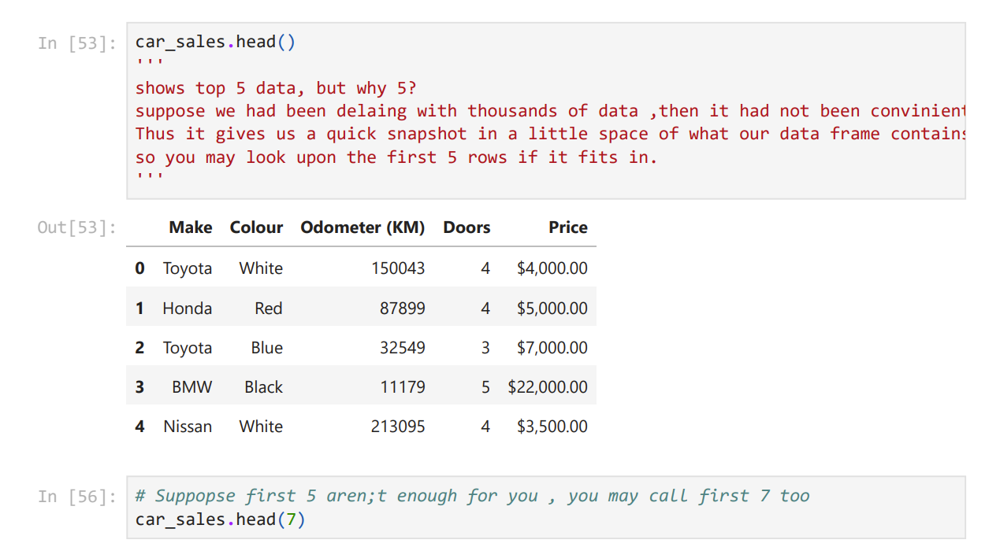 In [53]: car_sales.head()
'''
shows top 5 data, but why 5?
suppose we had been delaing with thousands of data ,then it had not been convinient
Thus it gives us a quick snapshot in a little space of what our data frame contains
so you may look upon the first 5 rows if it fits in.
'''
Out[53]: Make Colour Odometer (KM) Doors Price
0 Toyota White 150043 4 $4,000.00
1 Honda Red 87899 4 $5,000.00
2 Toyota Blue 32549 3 $7,000.00
3 BMW Black 11179 5 $22,000.00
4 Nissan White 213095 4 $3,500.00
In [56]: # Suppopse first 5 aren;t enough for you , you may call first 7 too
car_sales.head(7)